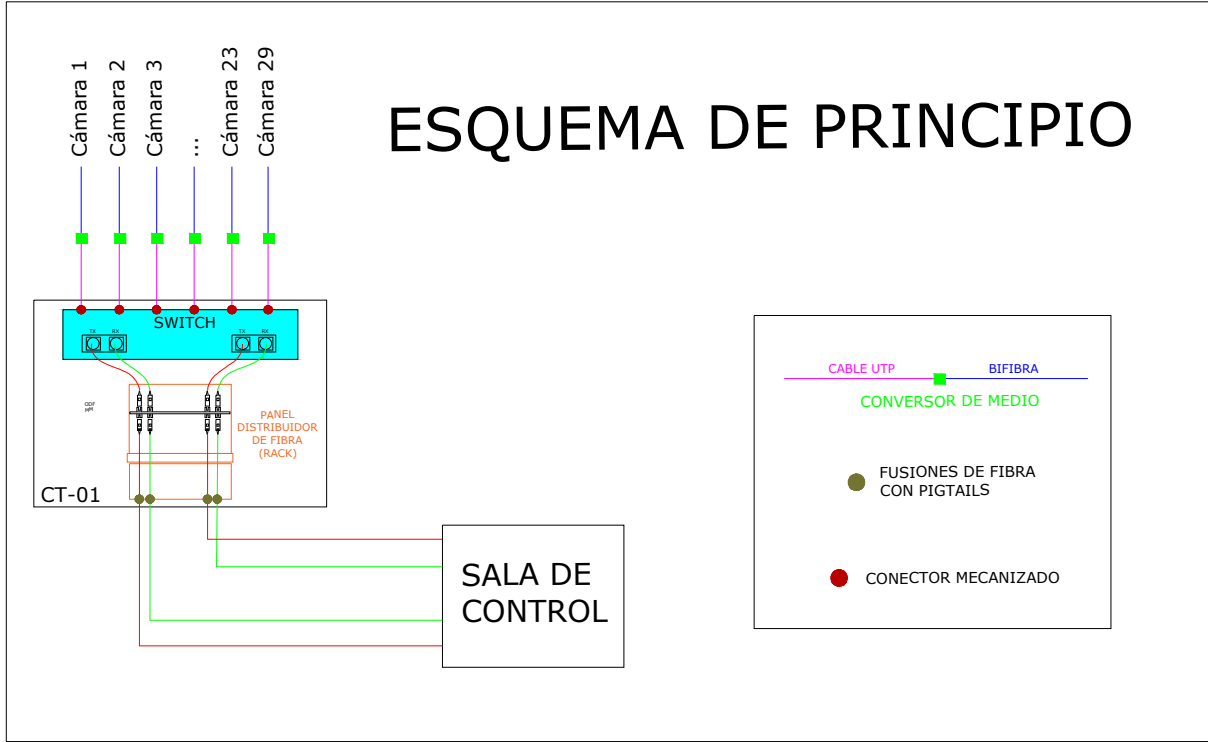 Cámara 1
Cámara 2
Cámara 3
...
Cámara 23
Cámara 29
ESQUEMA DE PRINCIPIO
SWITCH
TX
RX
TX
RX
ODF
MM
PANEL
DISTRIBUIDOR
DE FIBRA
(RACK)
CT-01
SALA DE
CONTROL
CABLE UTP
BIFIBRA
CONVERSOR DE MEDIO
FUSIONES DE FIBRA
CON PIGTAILS
CONECTOR MECANIZADO